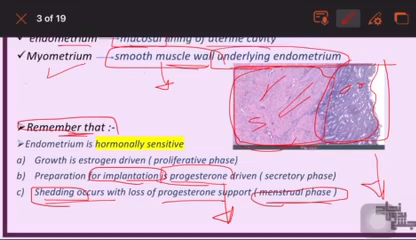 3 of 19
✓endometrium ----mucosal lining of uterine cavity
✓Myometrium ----smooth muscle wall underlying endometrium
➢Remember that :-
➢Endometrium is hormonally sensitive
a) Growth is estrogen driven ( proliferative phase)
b) Preparation for implantation is progesterone driven ( secretory phase)
c) Shedding occurs with loss of progesterone support ( menstrual phase )